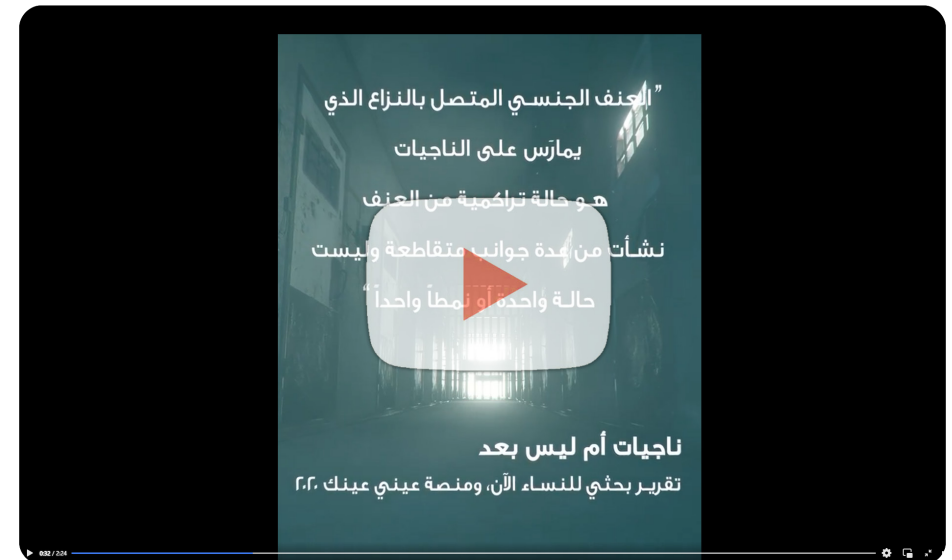 "العنف الجنسي المتصل بالنزاع الذي
يمارَس على الناجيات
هو حالة تراكمية من العنف
نشأت من عدة جوانب متقاطعة وليست
حالة واحدة أو نمطاً واحداً"
ناجيات أم ليس بعد
تقرير بحثي للنساء الآن، ومنصة عيني عينك ٢٠٢٠
0:32 / 2:24